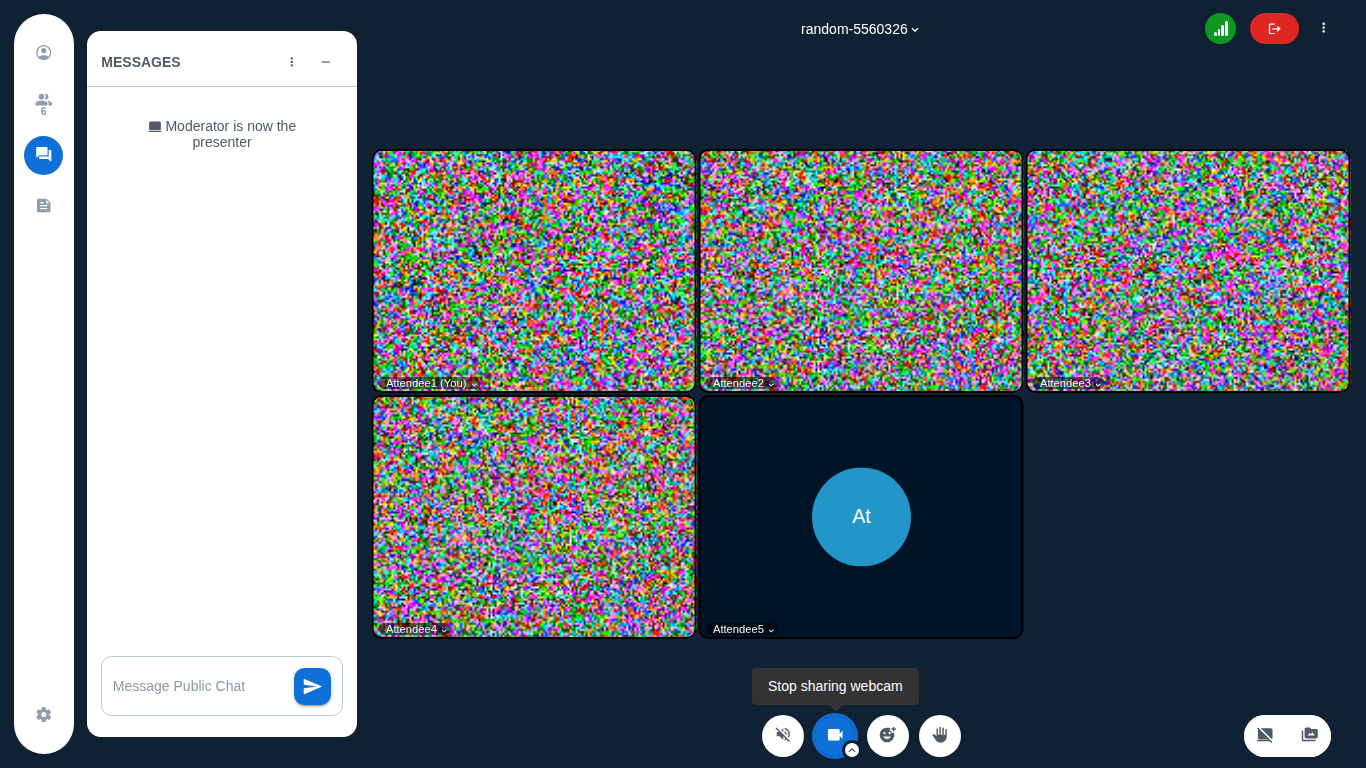 random-5560326
6
MESSAGES
Moderator is now the
presenter
Attendee1 (You)
Attendee2
Attendee3
Attendee4
At
Attendee5
Message Public Chat
Stop sharing webcam